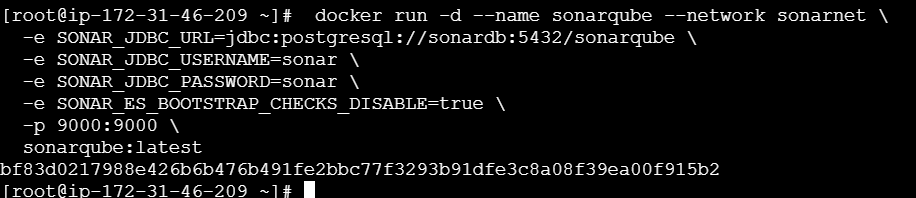 [root@ip-172-31-46-209 ~]#  docker run -d --name sonarqube --network sonarnet \
  -e SONAR_JDBC_URL=jdbc:postgresql://sonardb:5432/sonarqube \
  -e SONAR_JDBC_USERNAME=sonar \
  -e SONAR_JDBC_PASSWORD=sonar \
  -e SONAR_ES_BOOTSTRAP_CHECKS_DISABLE=true \
  -p 9000:9000 \
  sonarqube:latest
bf83d0217988e426b6b476b491fe2bbc77f3293b91dfe3c8a08f39ea00f915b2
[root@ip-172-31-46-209 ~]#